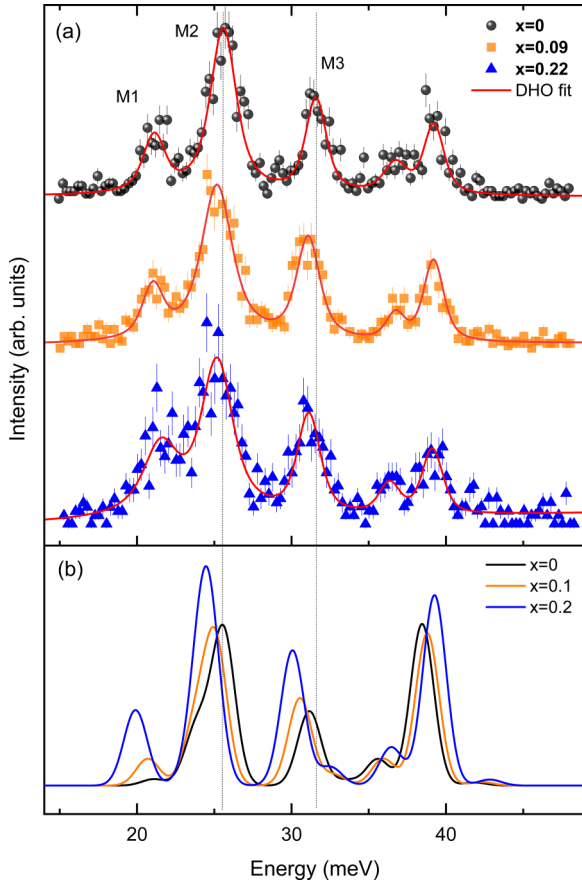 (a)
M1
M2
M3
x=0
x=0.09
x=0.22
DHO fit
Intensity (arb. units)
(b)
x=0
x=0.1
x=0.2
20
30
40
Energy (meV)